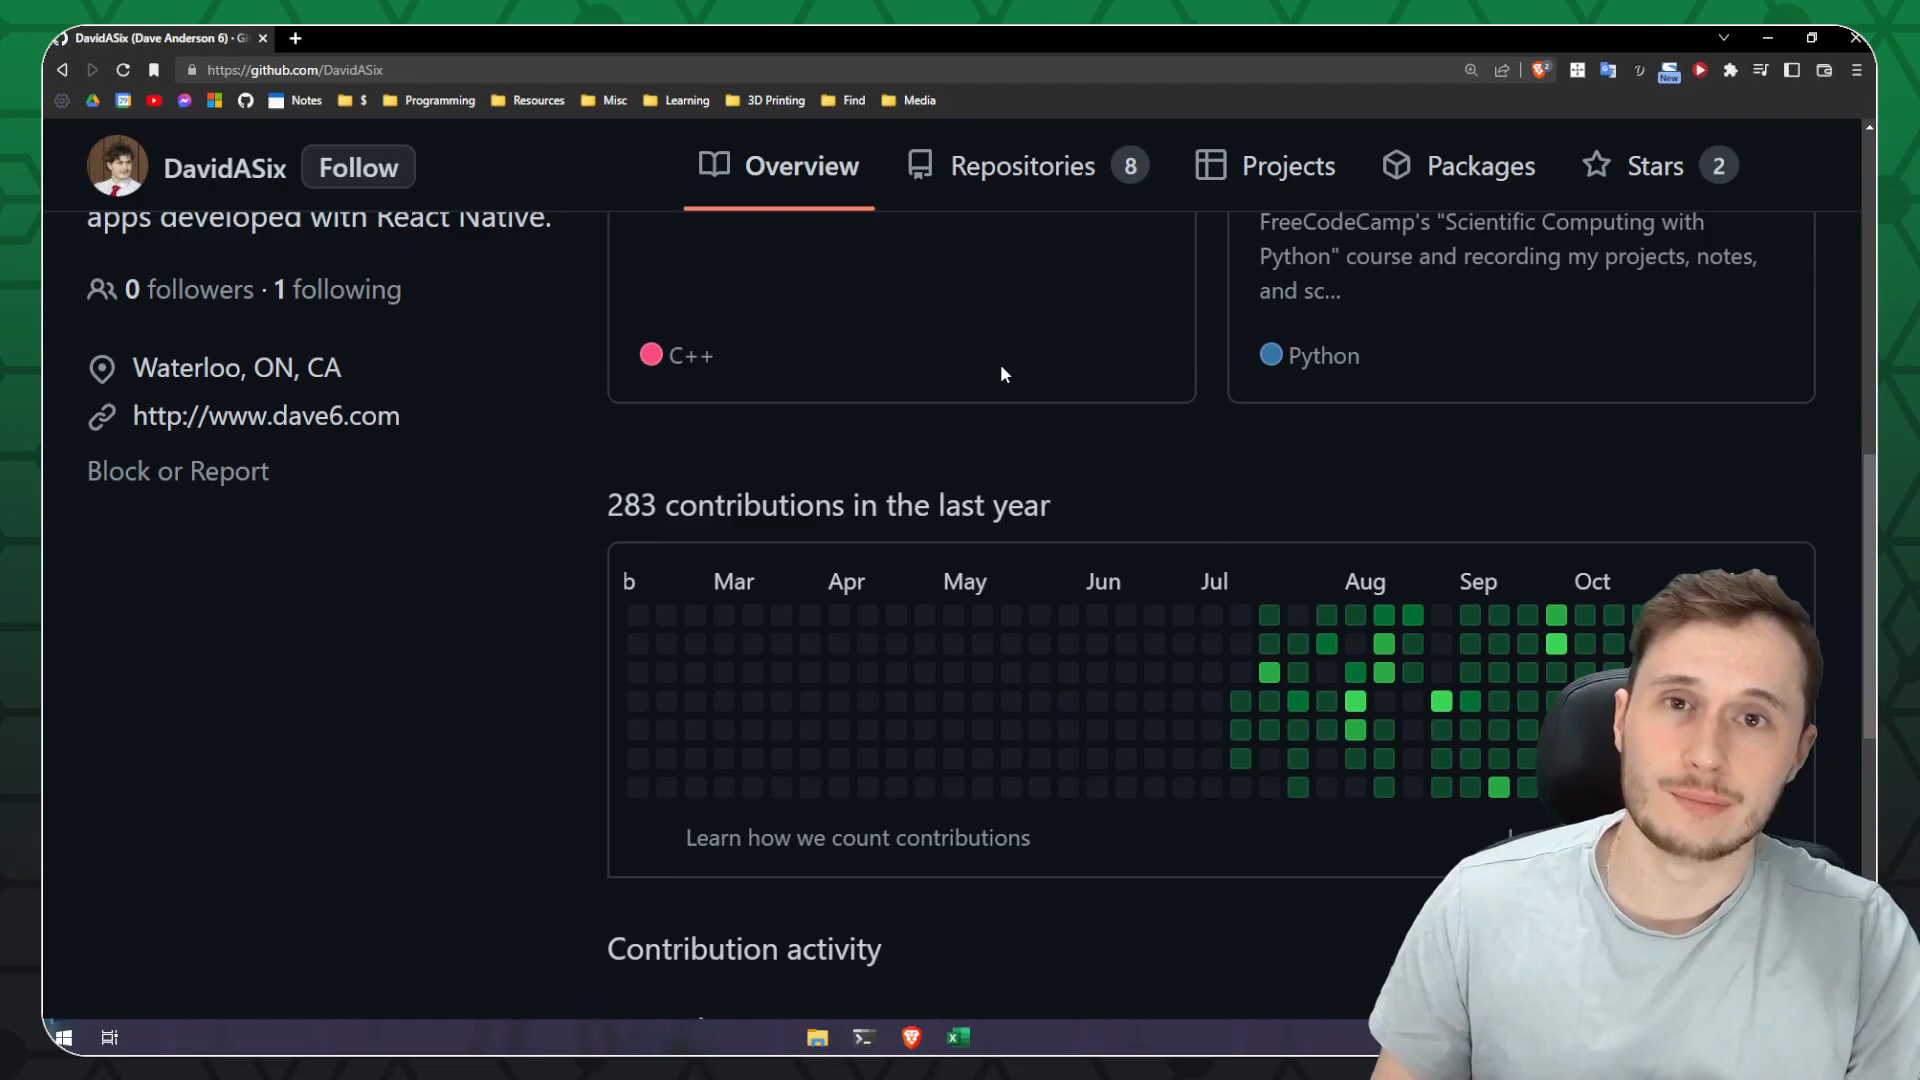 DavidASix (Dave Anderson 6) · Gi
https://github.com/DavidASix
2
New
Notes
$
Programming
Resources
Misc
Learning
3D Printing
Find
Media
DavidASix
Follow
Overview
Repositories 8
Projects
Packages
Stars 2
apps developed with React Native.
0 followers · 1 following
Waterloo, ON, CA
http://www.dave6.com
Block or Report
C++
FreeCodeCamp's "Scientific Computing with
Python" course and recording my projects, notes,
and sc...
Python
283 contributions in the last year
b Mar Apr May Jun Jul Aug Sep Oct
Learn how we count contributions
Contribution activity